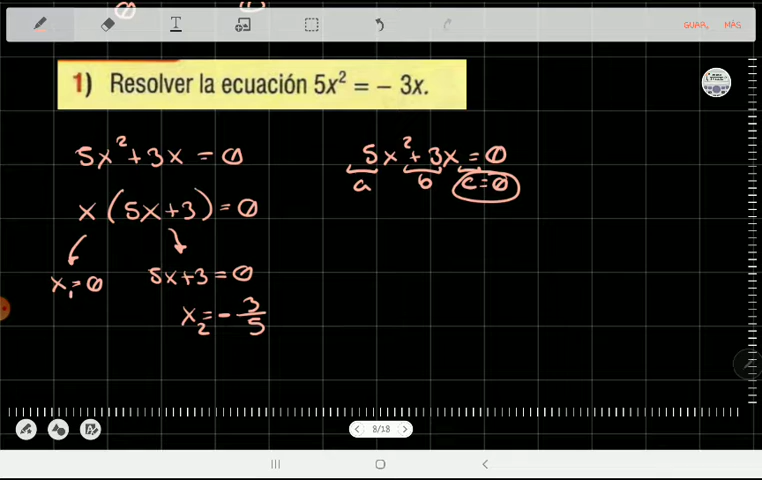 GUAR. MÁS
1) Resolver la ecuación 5x² = − 3x.
5x² + 3x = 0
x (5x + 3) = 0
x₁ = 0
5x + 3 = 0
x₂ = - 3/5
5x² + 3x = 0
a b c = 0
8/18